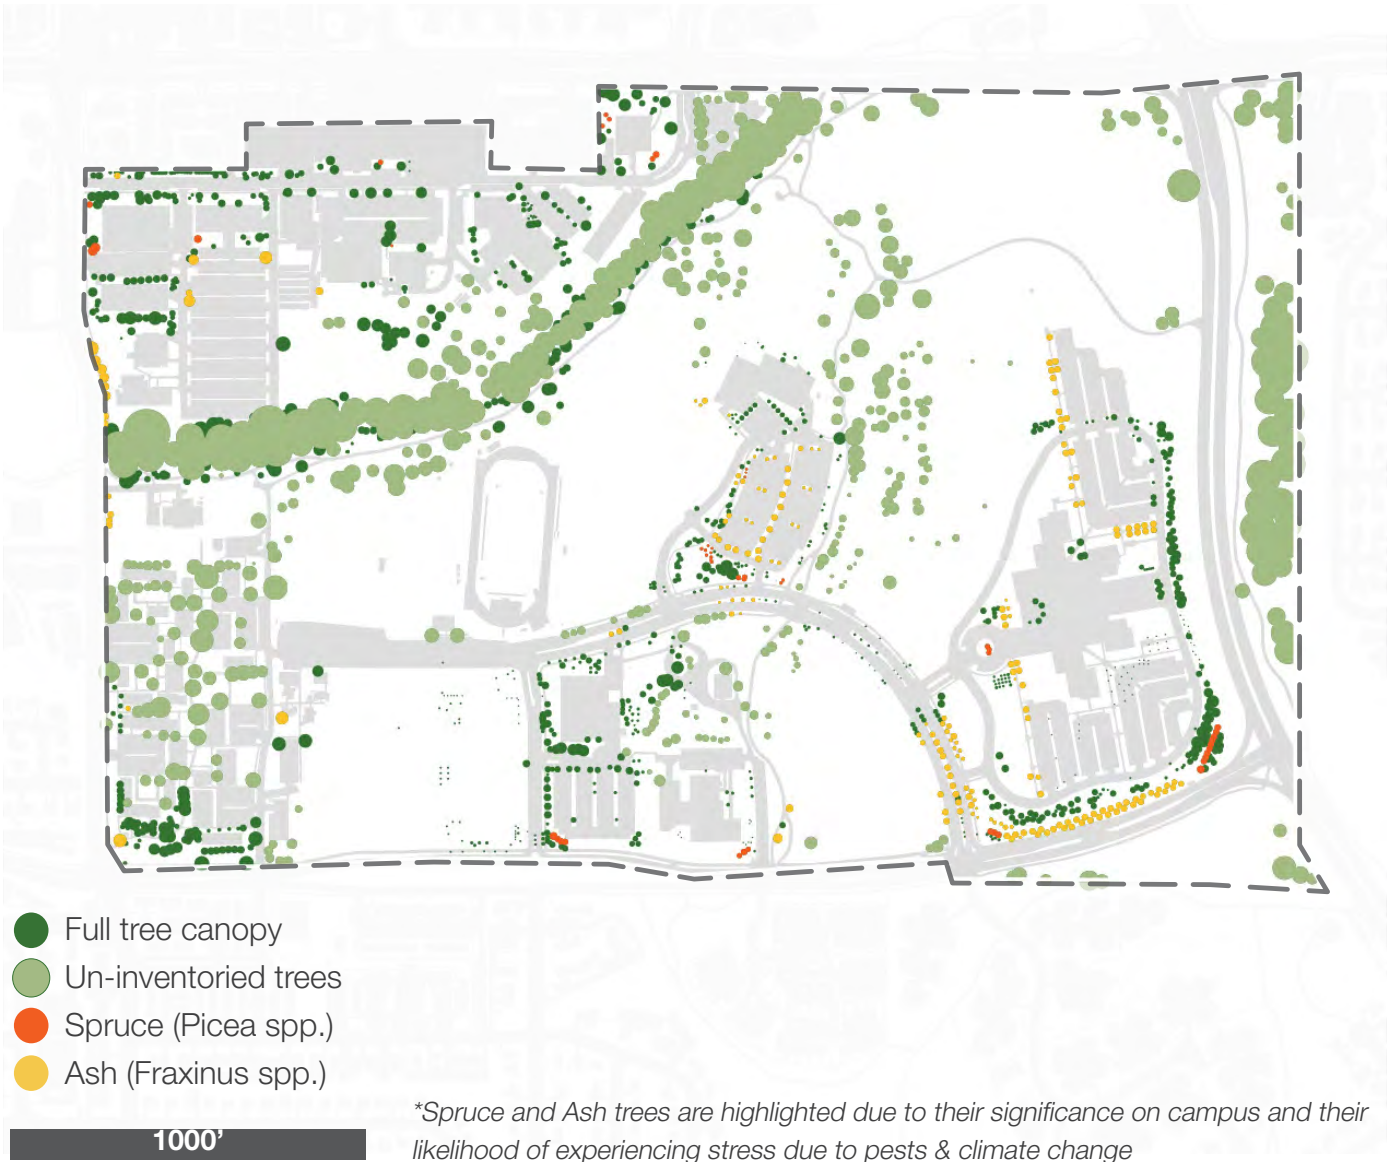 Full tree canopy
Un-inventoried trees
Spruce (Picea spp.)
Ash (Fraxinus spp.)
1000’
*Spruce and Ash trees are highlighted due to their significance on campus and their
likelihood of experiencing stress due to pests & climate change